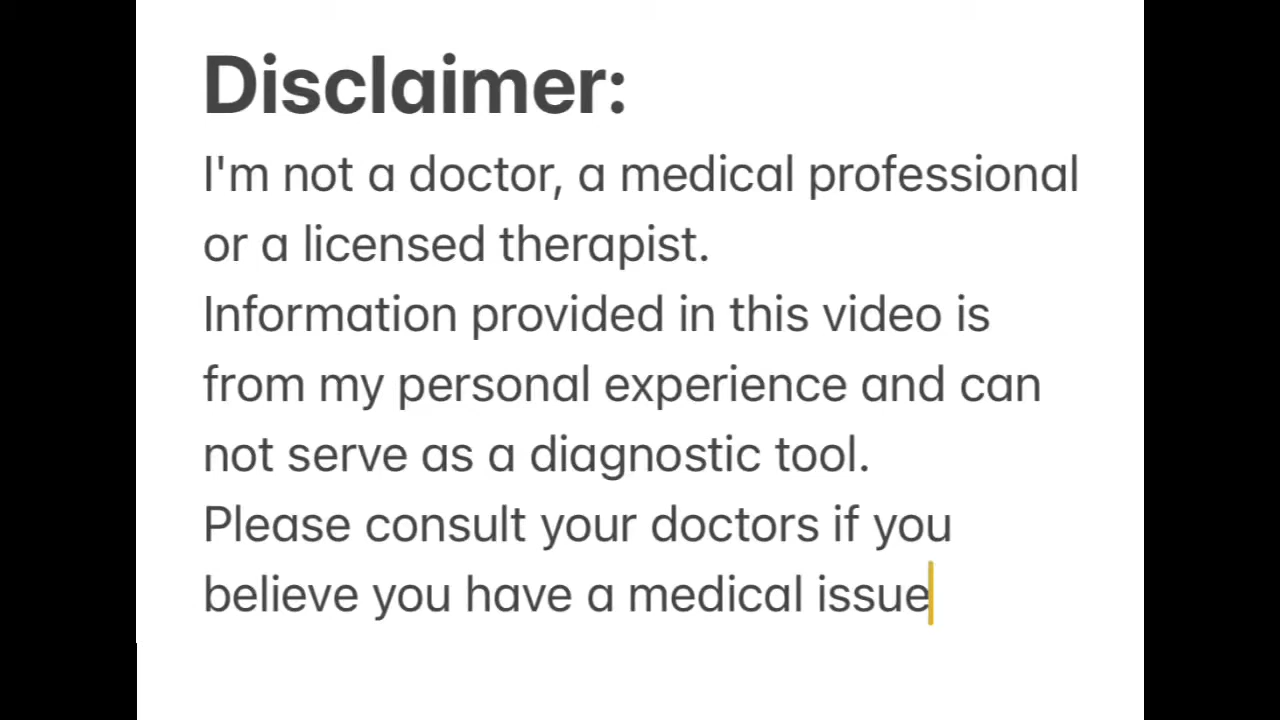 Disclaimer:
I'm not a doctor, a medical professional
or a licensed therapist.
Information provided in this video is
from my personal experience and can
not serve as a diagnostic tool.
Please consult your doctors if you
believe you have a medical issue